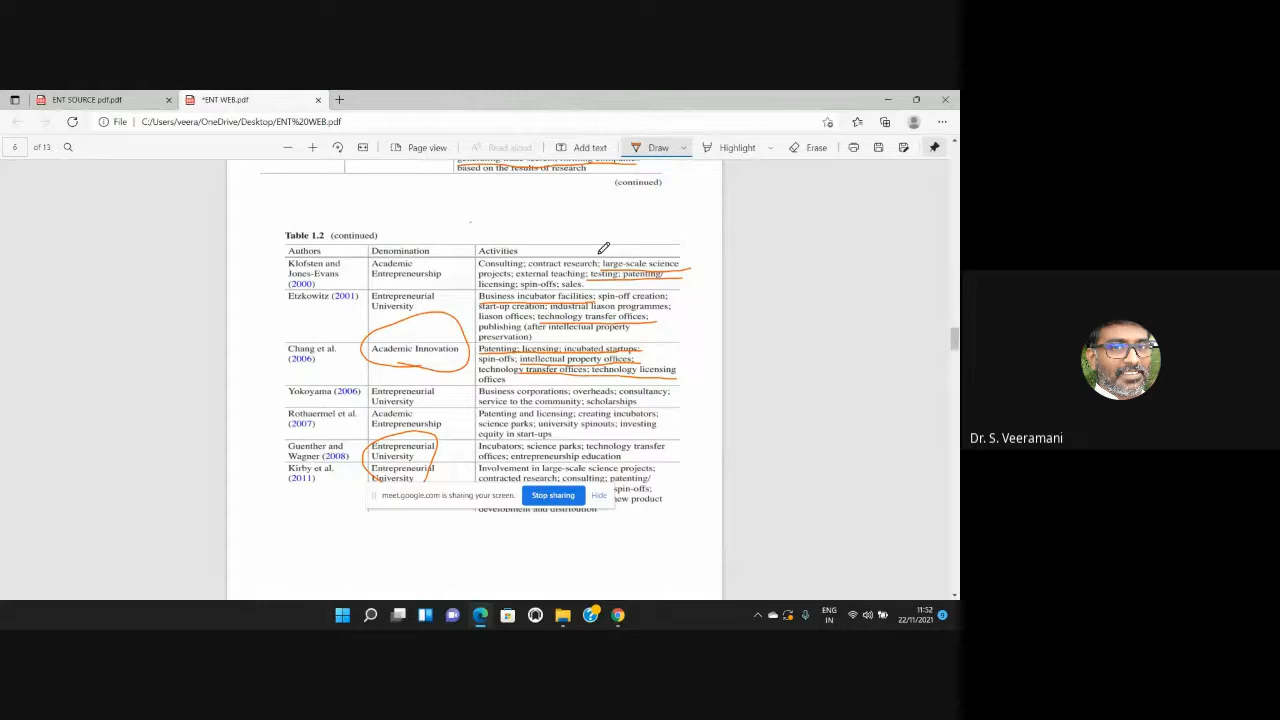 ENT SOURCE pdf.pdf
*ENT WEB.pdf
File
C:/Users/veera/OneDrive/Desktop/ENT%20WEB.pdf
6 of 13
Page view
Read aloud
Add text
Draw
Highlight
Erase
based on the results of research
(continued)
Table 1.2 (continued)
Authors Denomination Activities
Klofsten and Academic Consulting; contract research; large-scale science
Jones-Evans Entrepreneurship projects; external teaching; testing; patenting/
(2000) licensing; spin-offs; sales.
Etzkowitz (2001) Entrepreneurial Business incubator facilities; spin-off creation;
University start-up creation; industrial liason programmes;
liason offices; technology transfer offices;
publishing (after intellectual property
preservation)
Chang et al. Academic Innovation Patenting; licensing; incubated startups;
(2006) spin-offs; intellectual property offices;
technology transfer offices; technology licensing
offices
Yokoyama (2006) Entrepreneurial Business corporations; overheads; consultancy;
University service to the community; scholarships
Rothaermel et al. Academic Patenting and licensing; creating incubators;
(2007) Entrepreneurship science parks; university spinouts; investing
equity in start-ups
Guenther and Entrepreneurial Incubators; science parks; technology transfer
Wagner (2008) University offices; entrepreneurship education
Kirby et al. Entrepreneurial Involvement in large-scale science projects;
(2011) University contracted research; consulting; patenting/
spin-offs;
new product
development and distribution
meet.google.com is sharing your screen.
Stop sharing
Hide
Dr. S. Veeramani
ENG
IN
11:52
22/11/2021